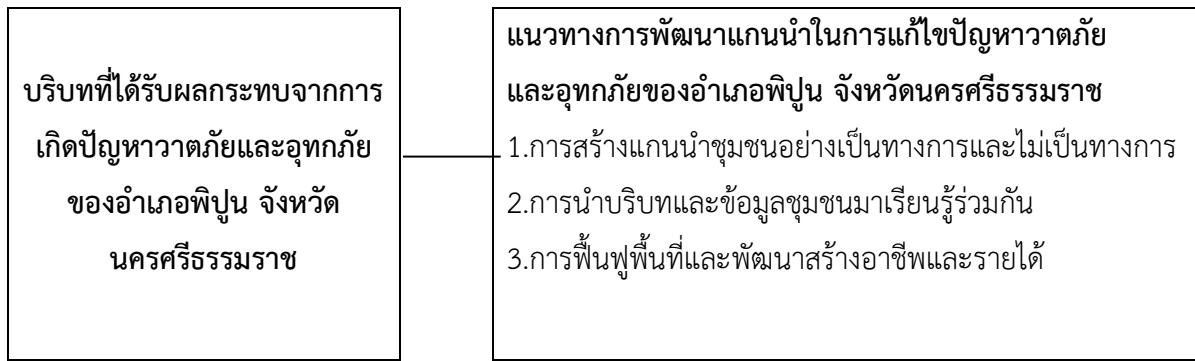 บริบทที่ได้รับผลกระทบจากการ
เกิดปัญหาวาตภัยและอุทกภัย
ของอำเภอพิปูน จังหวัด
นครศรีธรรมราช
แนวทางการพัฒนาแกนนำในการแก้ไขปัญหาวาตภัย
และอุทกภัยของอำเภอพิปูน จังหวัดนครศรีธรรมราช
1.การสร้างแกนนำชุมชนอย่างเป็นทางการและไม่เป็นทางการ
2.การนำบริบทและข้อมูลชุมชนมาเรียนรู้ร่วมกัน
3.การฟื้นฟูพื้นที่และพัฒนาสร้างอาชีพและรายได้